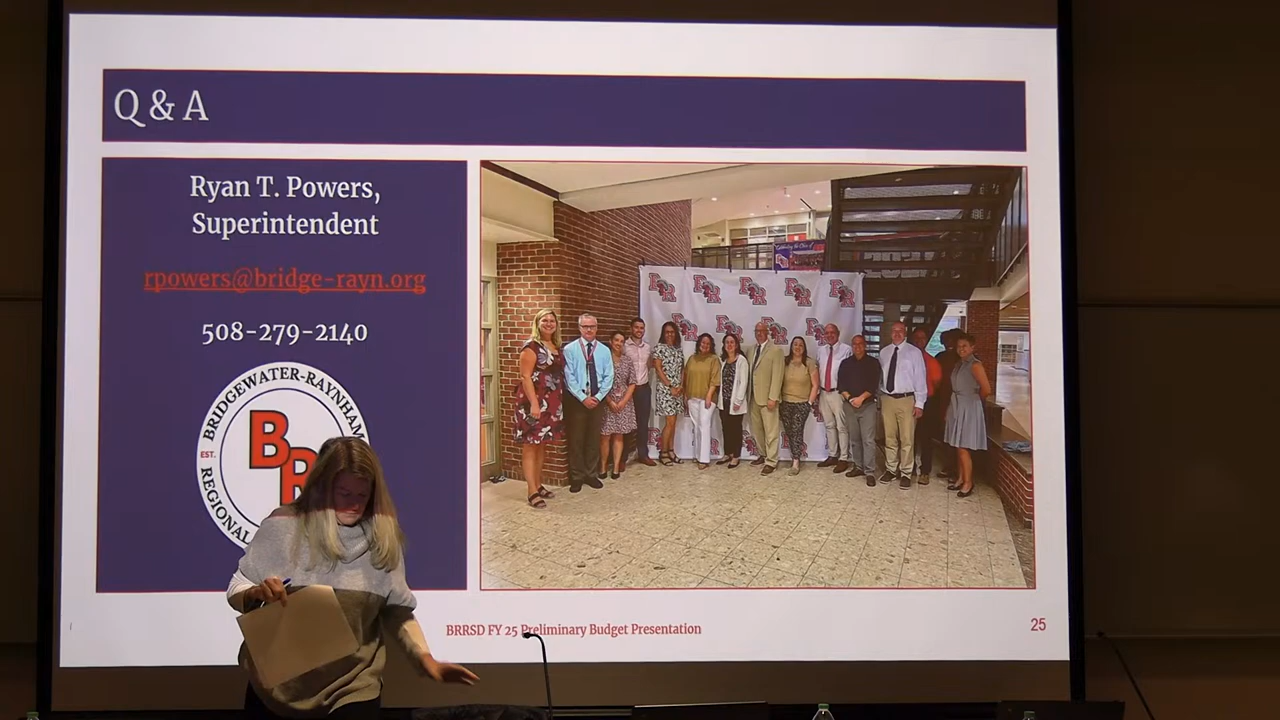 Q & A
Ryan T. Powers,
Superintendent
rpowers@bridge-rayn.org
508-279-2140
BRIDGEWATER-RAYNHAM
EST.
BR
REGIONAL
BRRSD FY 25 Preliminary Budget Presentation
25